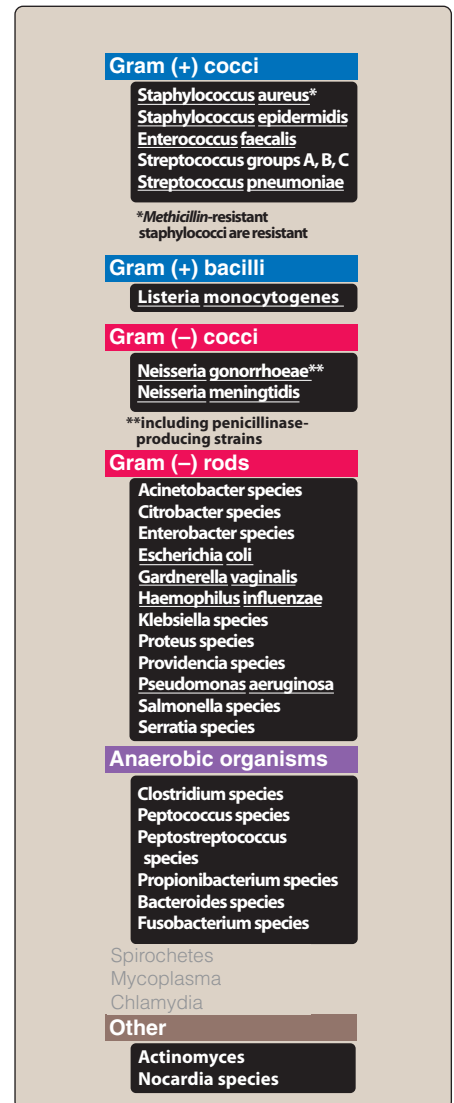 Gram (+) cocci
Staphylococcus aureus*
Staphylococcus epidermidis
Enterococcus faecalis
Streptococcus groups A, B, C
Streptococcus pneumoniae
*Methicillin-resistant
staphylococci are resistant
Gram (+) bacilli
Listeria monocytogenes
Gram (–) cocci
Neisseria gonorrhoeae**
Neisseria meningtidis
**including penicillinase-
producing strains
Gram (–) rods
Acinetobacter species
Citrobacter species
Enterobacter species
Escherichia coli
Gardnerella vaginalis
Haemophilus influenzae
Klebsiella species
Proteus species
Providencia species
Pseudomonas aeruginosa
Salmonella species
Serratia species
Anaerobic organisms
Clostridium species
Peptococcus species
Peptostreptococcus
species
Propionibacterium species
Bacteroides species
Fusobacterium species
Spirochetes
Mycoplasma
Chlamydia
Other
Actinomyces
Nocardia species